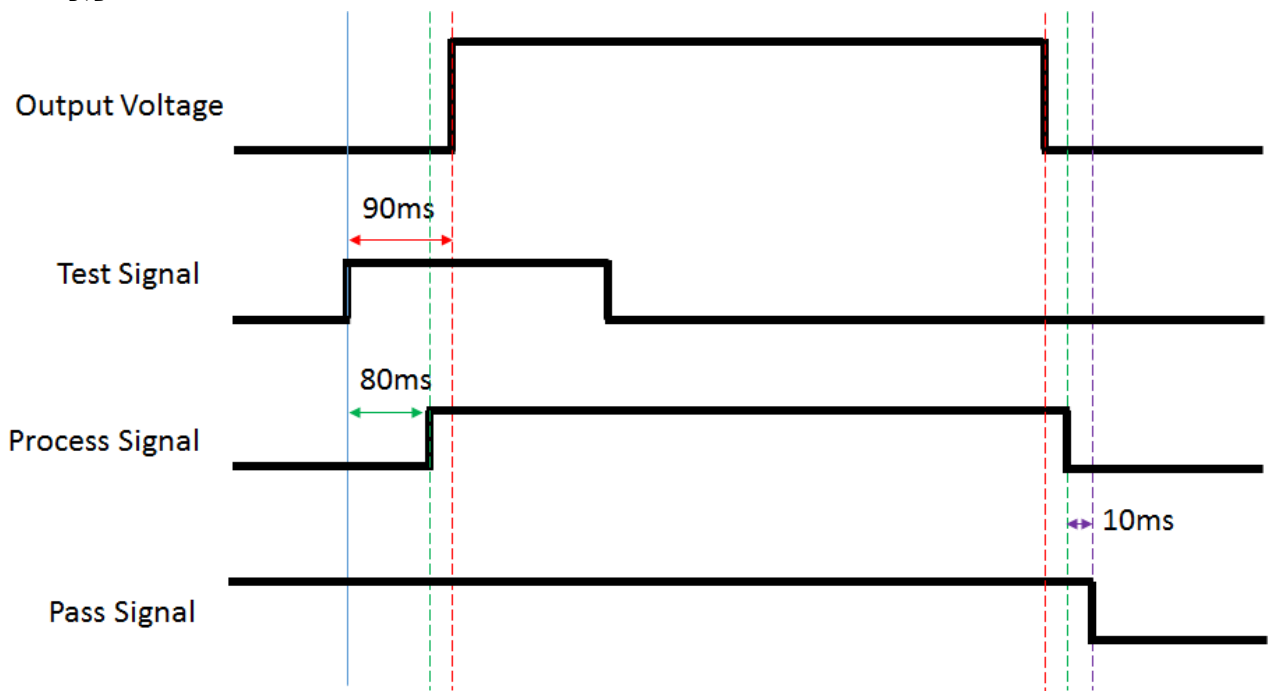 Output Voltage
90ms
Test Signal
80ms
Process Signal
10ms
Pass Signal